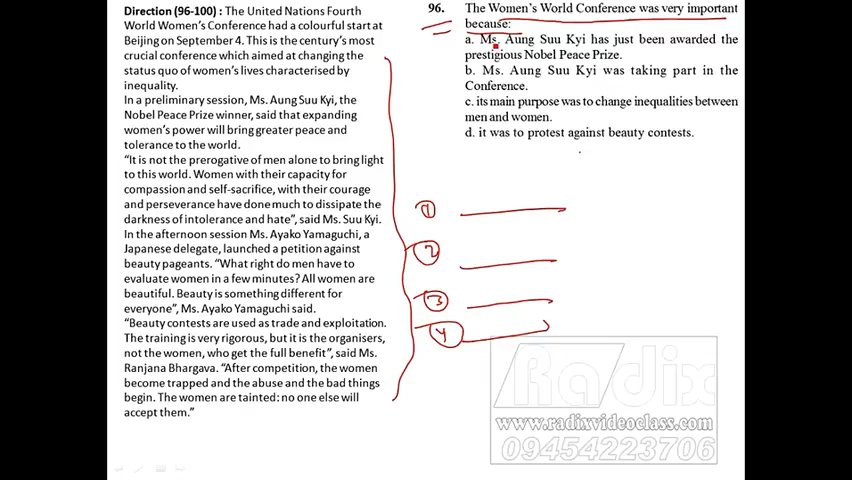 Direction (96-100) : The United Nations Fourth
World Women's Conference had a colourful start at
Beijing on September 4. This is the century's most
crucial conference which aimed at changing the
status quo of women's lives characterised by
inequality.
In a preliminary session, Ms. Aung Suu Kyi, the
Nobel Peace Prize winner, said that expanding
women's power will bring greater peace and
tolerance to the world.
"It is not the prerogative of men alone to bring light
to this world. Women with their capacity for
compassion and self-sacrifice, with their courage
and perseverance have done much to dissipate the
darkness of intolerance and hate", said Ms. Suu Kyi.
In the afternoon session Ms. Ayako Yamaguchi, a
Japanese delegate, launched a petition against
beauty pageants. "What right do men have to
evaluate women in a few minutes? All women are
beautiful. Beauty is something different for
everyone", Ms. Ayako Yamaguchi said.
"Beauty contests are used as trade and exploitation.
The training is very rigorous, but it is the organisers,
not the women, who get the full benefit", said Ms.
Ranjana Bhargava. "After competition, the women
become trapped and the abuse and the bad things
begin. The women are tainted: no one else will
accept them."
96. The Women's World Conference was very important
because:
a. Ms. Aung Suu Kyi has just been awarded the
prestigious Nobel Peace Prize.
b. Ms. Aung Suu Kyi was taking part in the
Conference.
c. its main purpose was to change inequalities between
men and women.
d. it was to protest against beauty contests.
1
2
3
4
Radix
www.radixvideoclass.com
09454223706